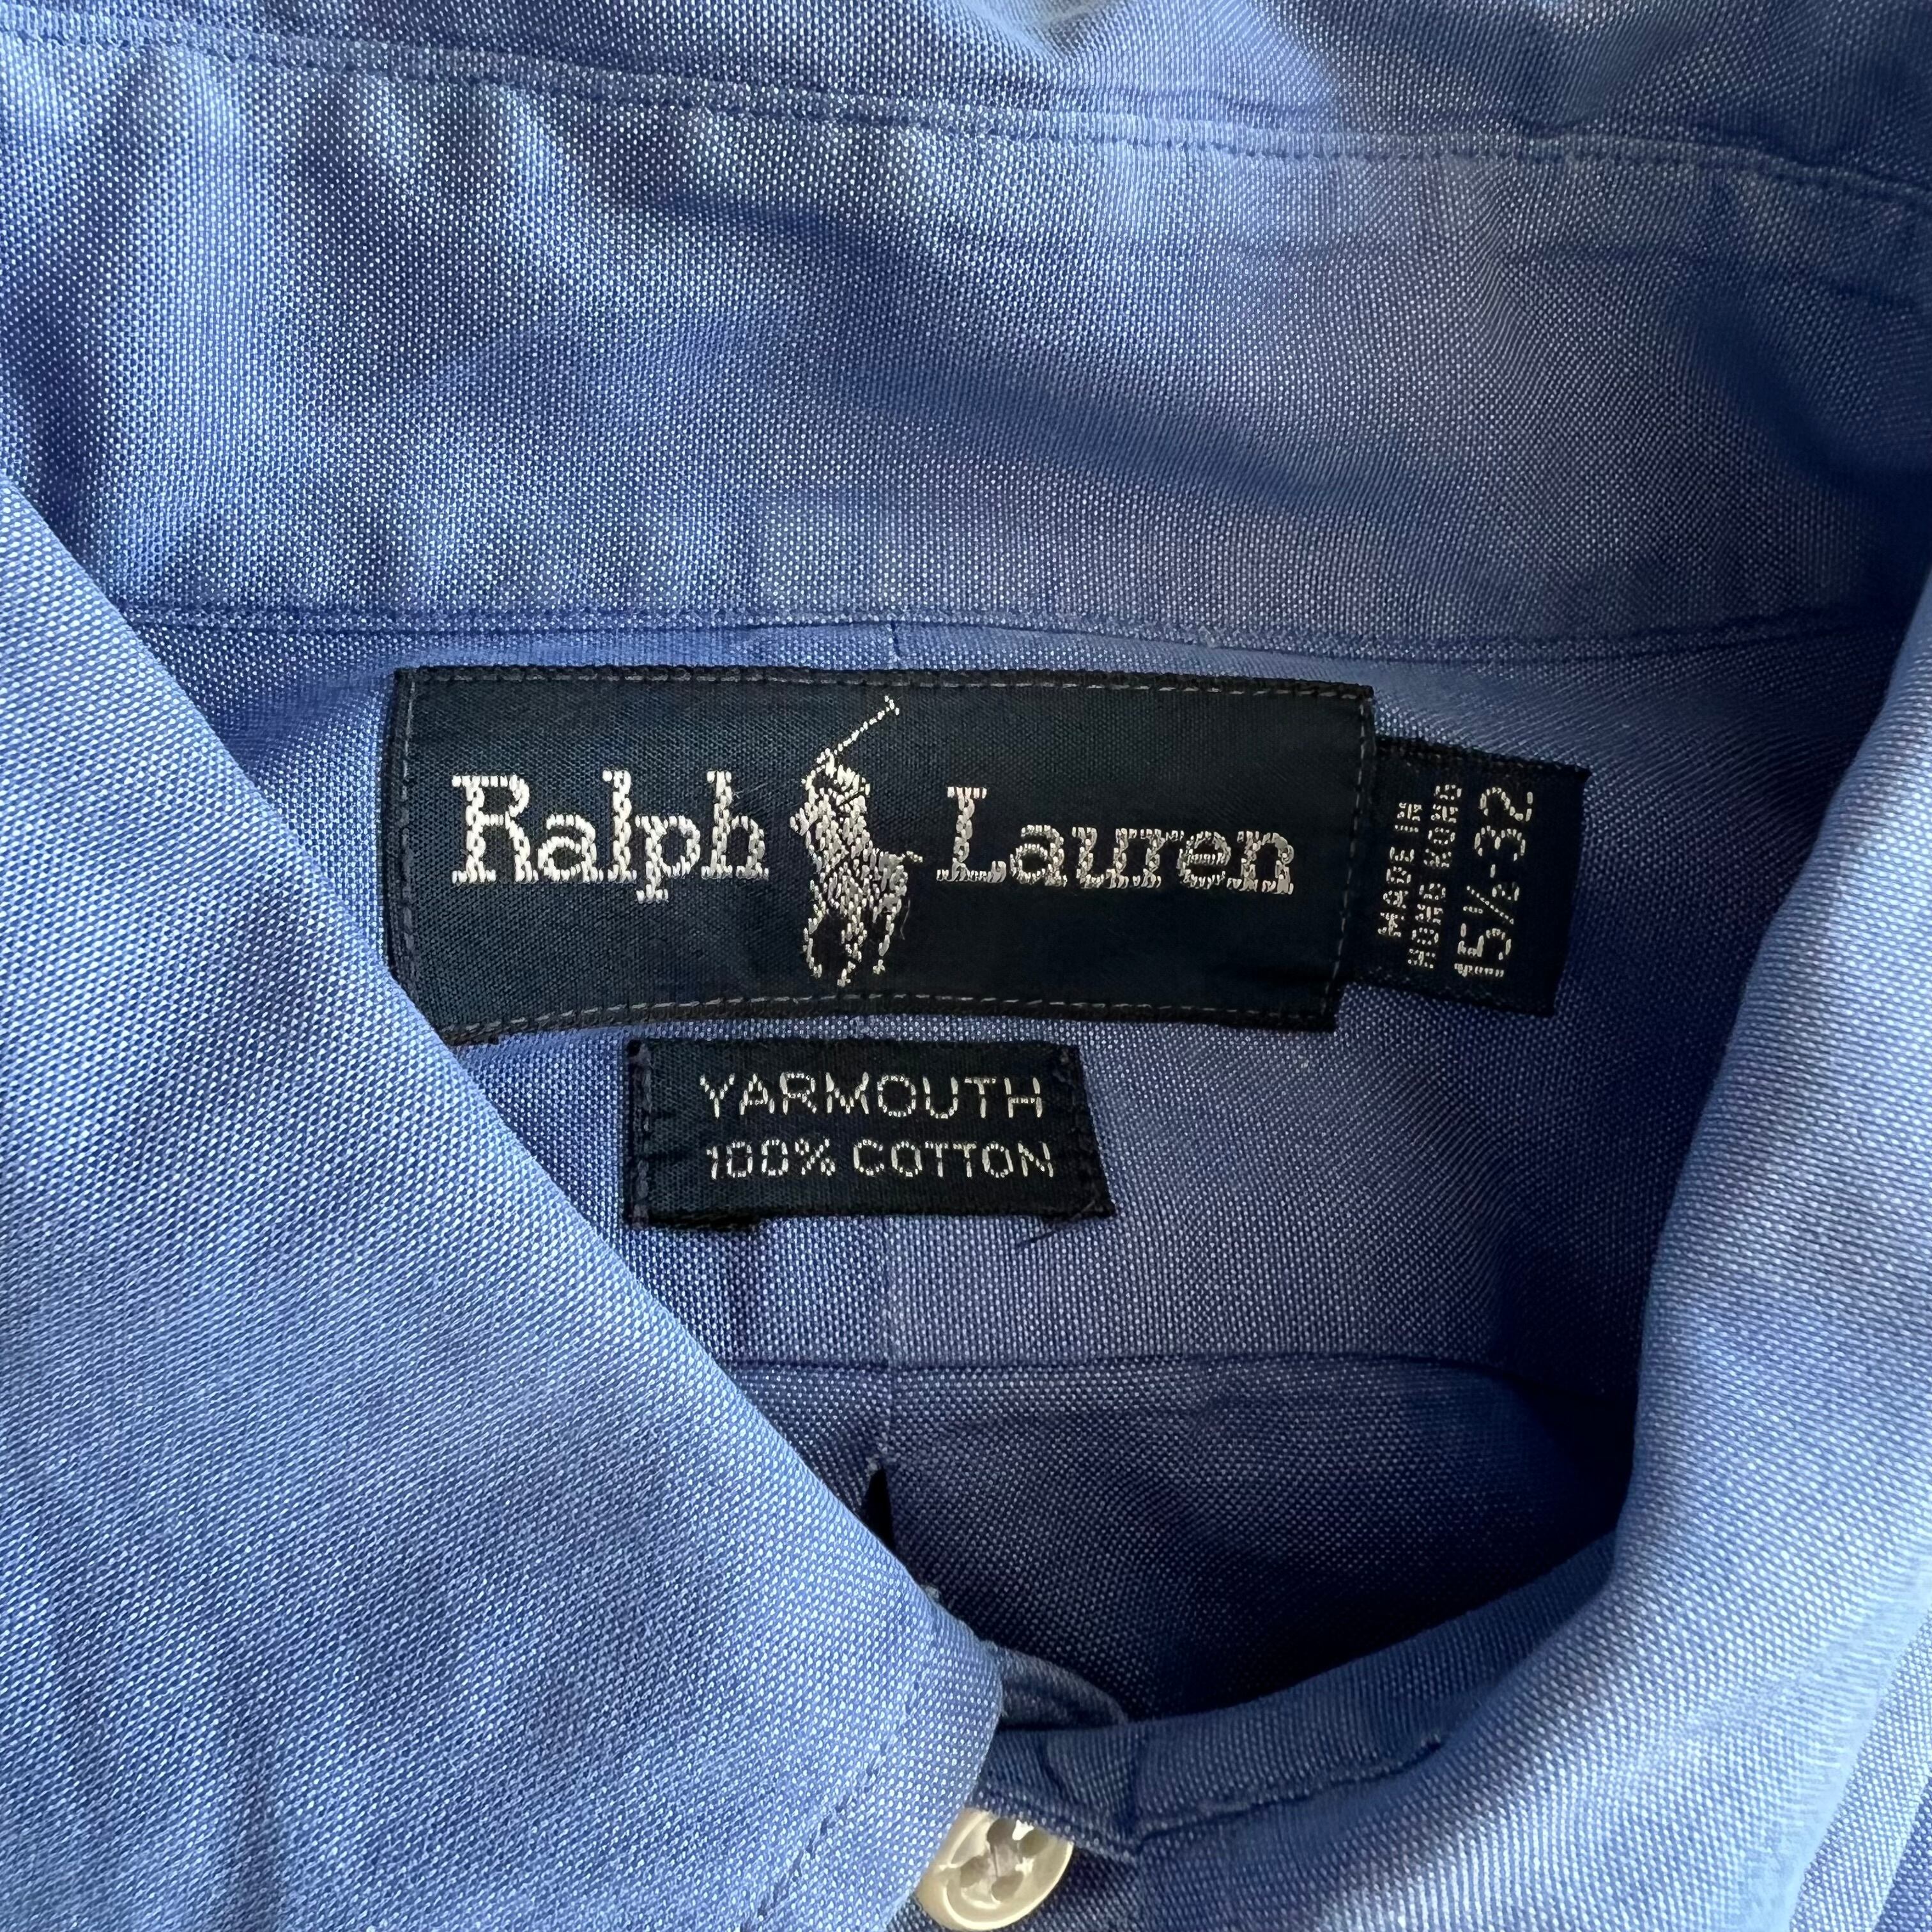 Ralph Lauren
MADE IN
HONG KONG
15½-32
YARMOUTH
100% COTTON